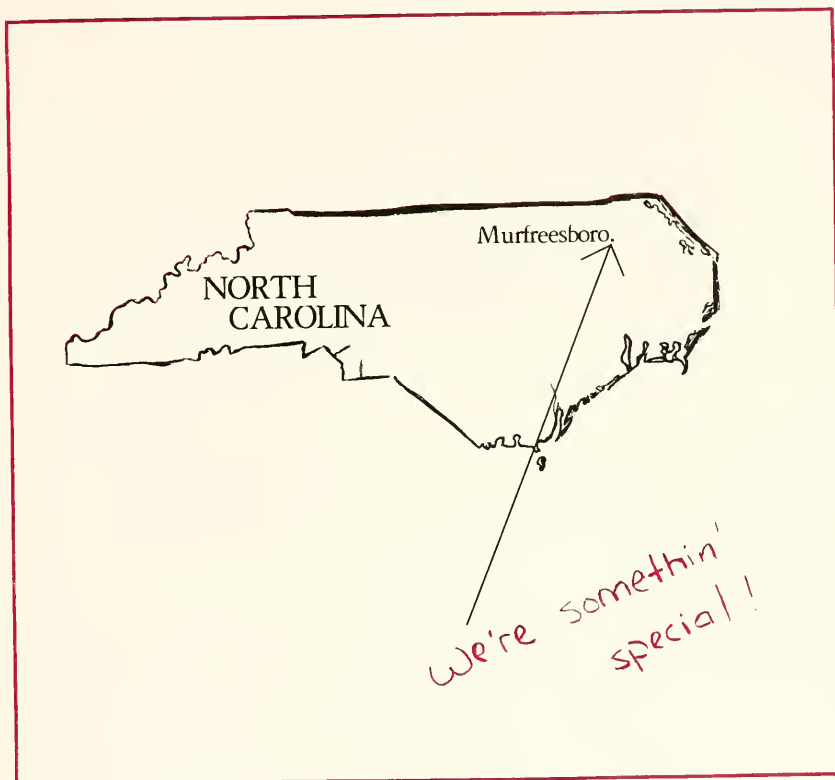 Murfreesboro.
NORTH
CAROLINA
We're somethin'
special!